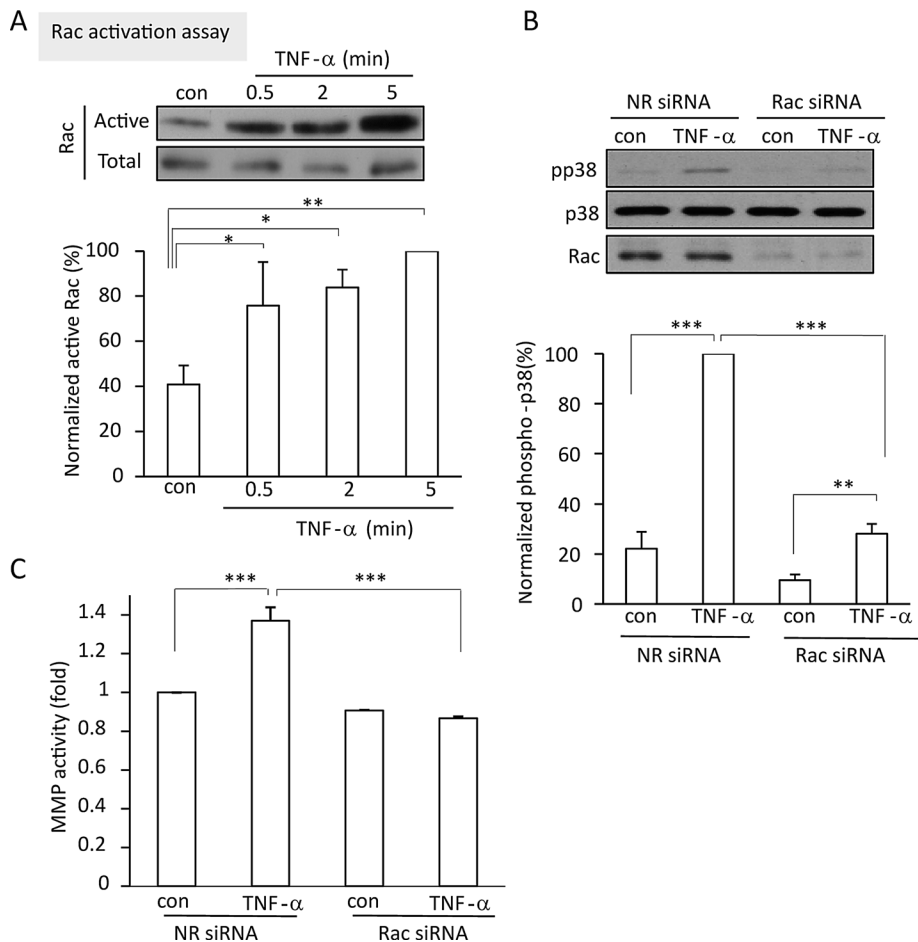 A
Rac activation assay
TNF-α (min)
con 0.5 2 5
Rac
Active
Total
**
*
*
Normalized active Rac (%)
100
80
60
40
20
0
con 0.5 2 5
TNF-α (min)
B
NR siRNA Rac siRNA
con TNF-α con TNF-α
pp38
p38
Rac
*** ***
**
Normalized phospho-p38(%)
100
80
60
40
20
0
con TNF-α con TNF-α
NR siRNA Rac siRNA
C
*** ***
MMP activity (fold)
1.4
1.2
1
0.8
0.6
0.4
0.2
0
con TNF-α con TNF-α
NR siRNA Rac siRNA